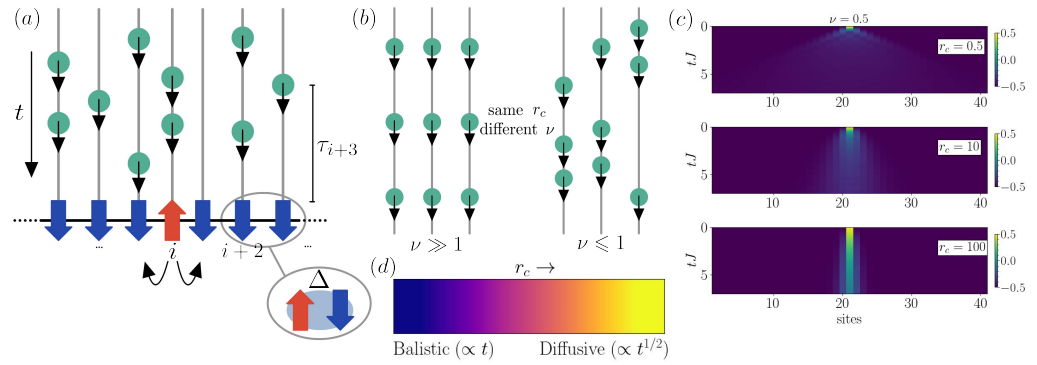 (a)
t
τ_{i+3}
...
i
i + 2
...
Δ
(b)
same r_c
different ν
ν ≫ 1
ν ⩽ 1
(d)
r_c →
Balistic (∝ t)
Diffusive (∝ t^{1/2})
(c)
ν = 0.5
0
5
tJ
r_c = 0.5
10
20
30
40
0.5
0.0
−0.5
0
5
tJ
r_c = 10
10
20
30
40
0.5
0.0
−0.5
0
5
tJ
r_c = 100
10
20
30
40
0.5
0.0
−0.5
sites